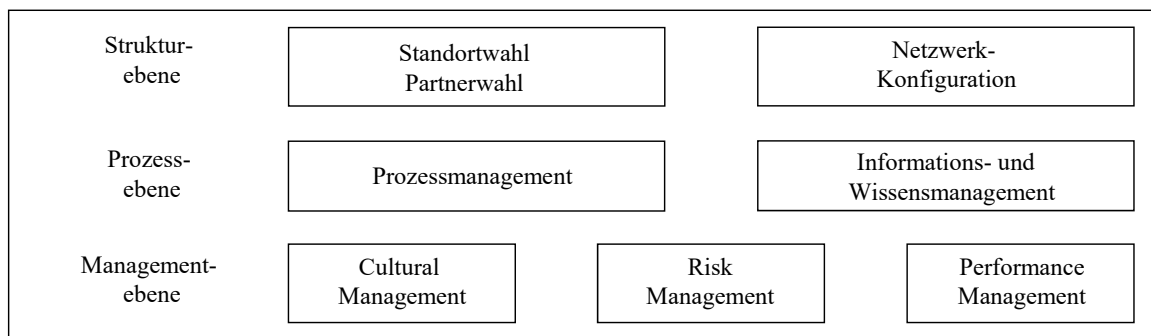 Struktur-
ebene
Standortwahl
Partnerwahl
Netzwerk-
Konfiguration
Prozess-
ebene
Prozessmanagement
Informations- und
Wissensmanagement
Management-
ebene
Cultural
Management
Risk
Management
Performance
Management